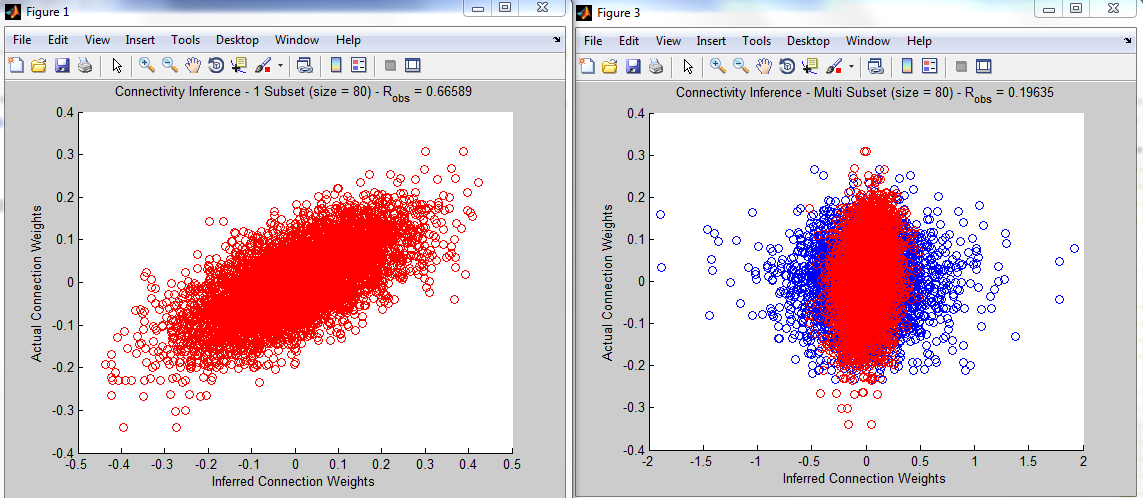 Figure 1
File Edit View Insert Tools Desktop Window Help
Connectivity Inference - 1 Subset (size = 80) - Robs = 0.66589
0.4
0.3
0.2
0.1
0
-0.1
-0.2
-0.3
-0.4
Actual Connection Weights
-0.5 -0.4 -0.3 -0.2 -0.1 0 0.1 0.2 0.3 0.4 0.5
Inferred Connection Weights
Figure 3
File Edit View Insert Tools Desktop Window Help
Connectivity Inference - Multi Subset (size = 80) - Robs = 0.19635
0.4
0.3
0.2
0.1
0
-0.1
-0.2
-0.3
-0.4
Actual Connection Weights
-2 -1.5 -1 -0.5 0 0.5 1 1.5 2
Inferred Connection Weights